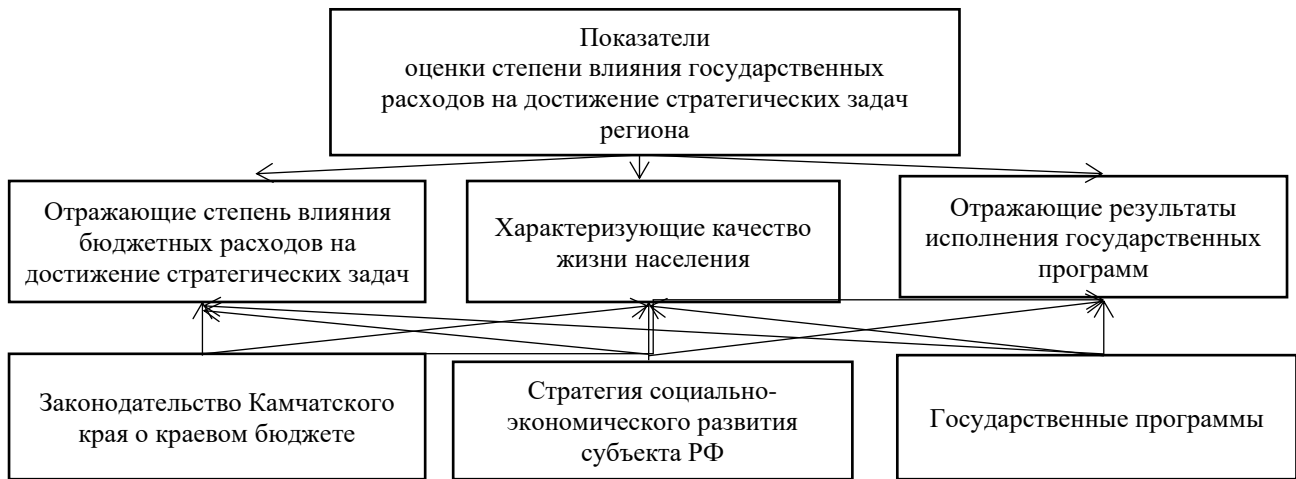 Показатели
оценки степени влияния государственных
расходов на достижение стратегических задач
региона
Отражающие степень влияния
бюджетных расходов на
достижение стратегических задач
Характеризующие качество
жизни населения
Отражающие результаты
исполнения государственных
программ
Законодательство Камчатского
края о краевом бюджете
Стратегия социально-
экономического развития
субъекта РФ
Государственные программы